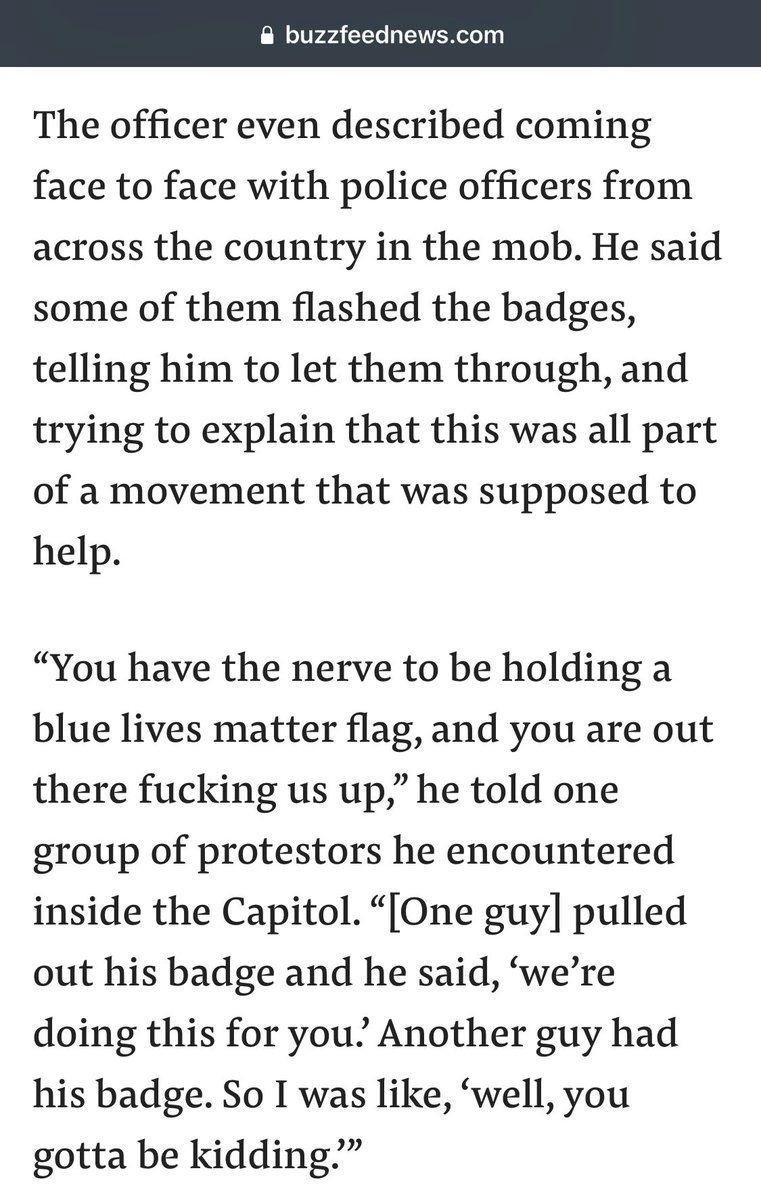 buzzfeednews.com
The officer even described coming
face to face with police officers from
across the country in the mob. He said
some of them flashed the badges,
telling him to let them through, and
trying to explain that this was all part
of a movement that was supposed to
help.
“You have the nerve to be holding a
blue lives matter flag, and you are out
there fucking us up,” he told one
group of protestors he encountered
inside the Capitol. “[One guy] pulled
out his badge and he said, ‘we’re
doing this for you.’ Another guy had
his badge. So I was like, ‘well, you
gotta be kidding.’”